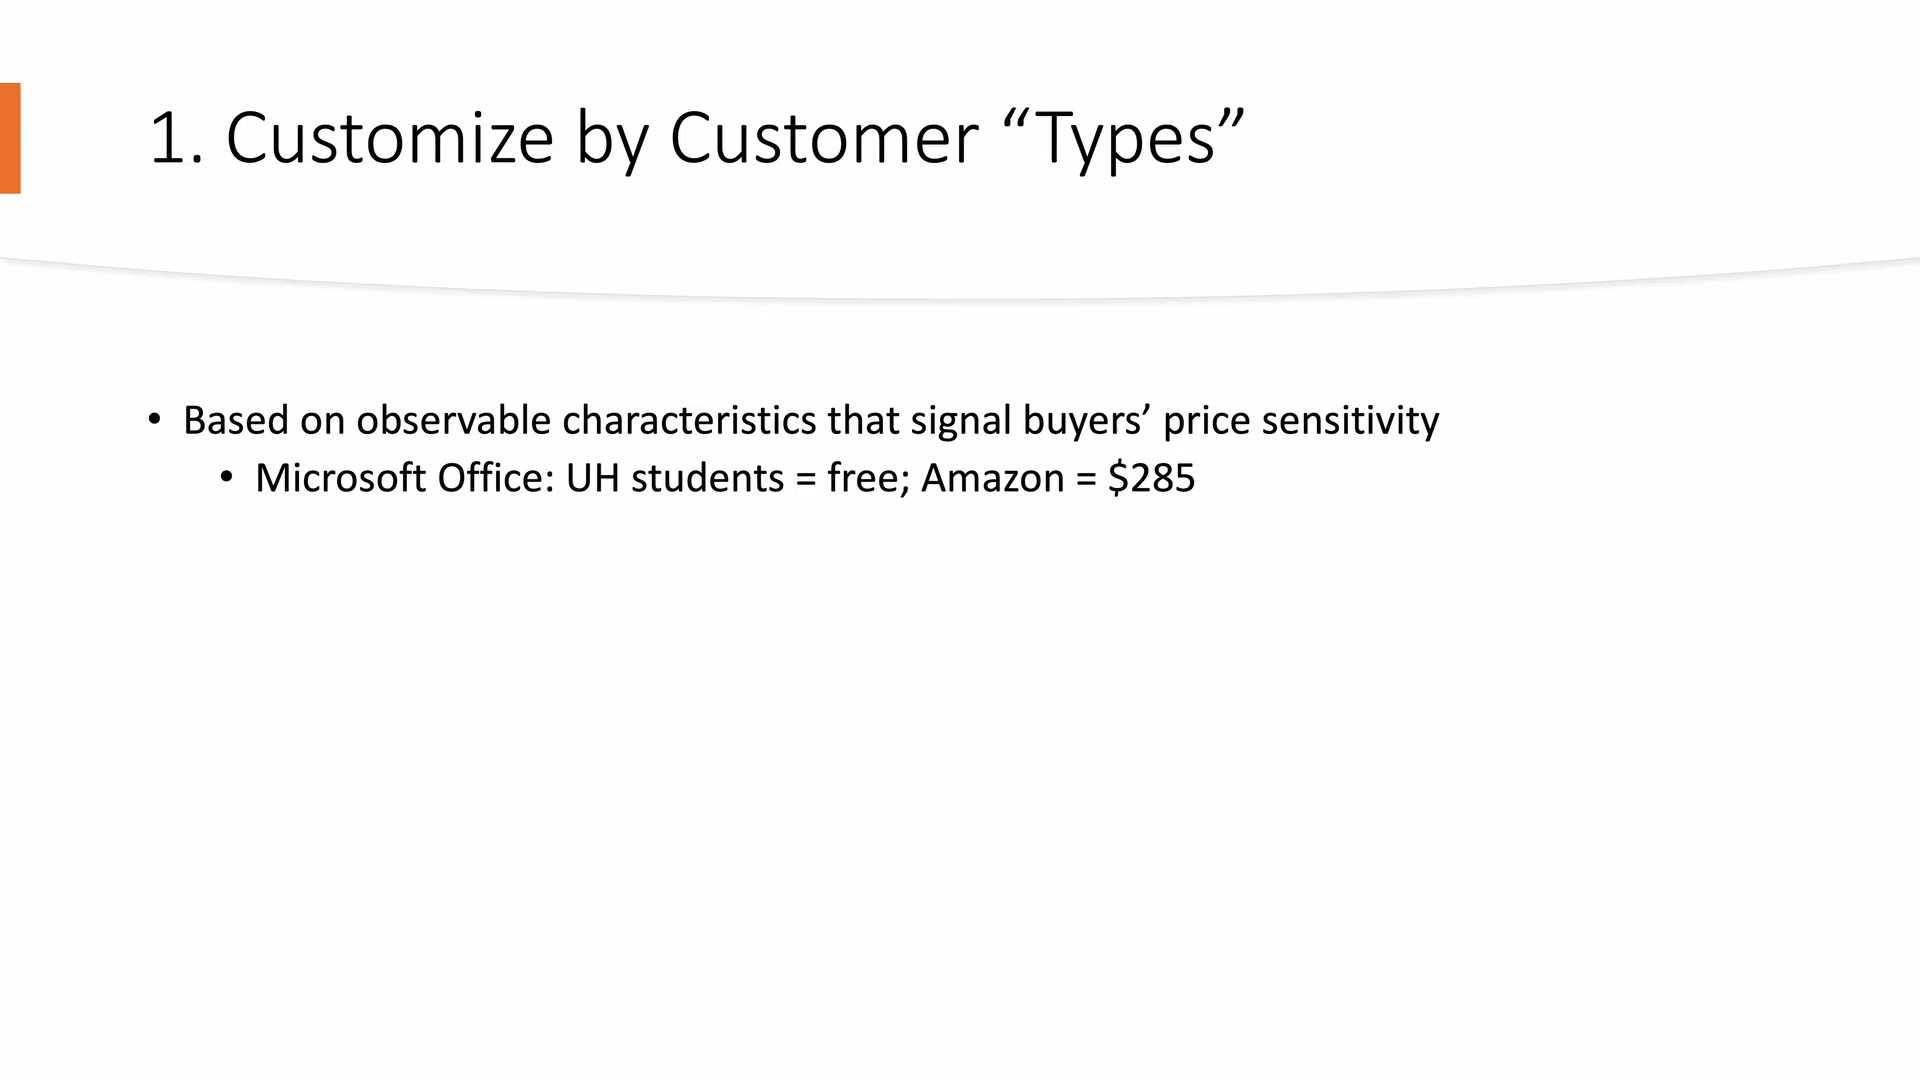 1. Customize by Customer “Types”
• Based on observable characteristics that signal buyers’ price sensitivity
• Microsoft Office: UH students = free; Amazon = $285